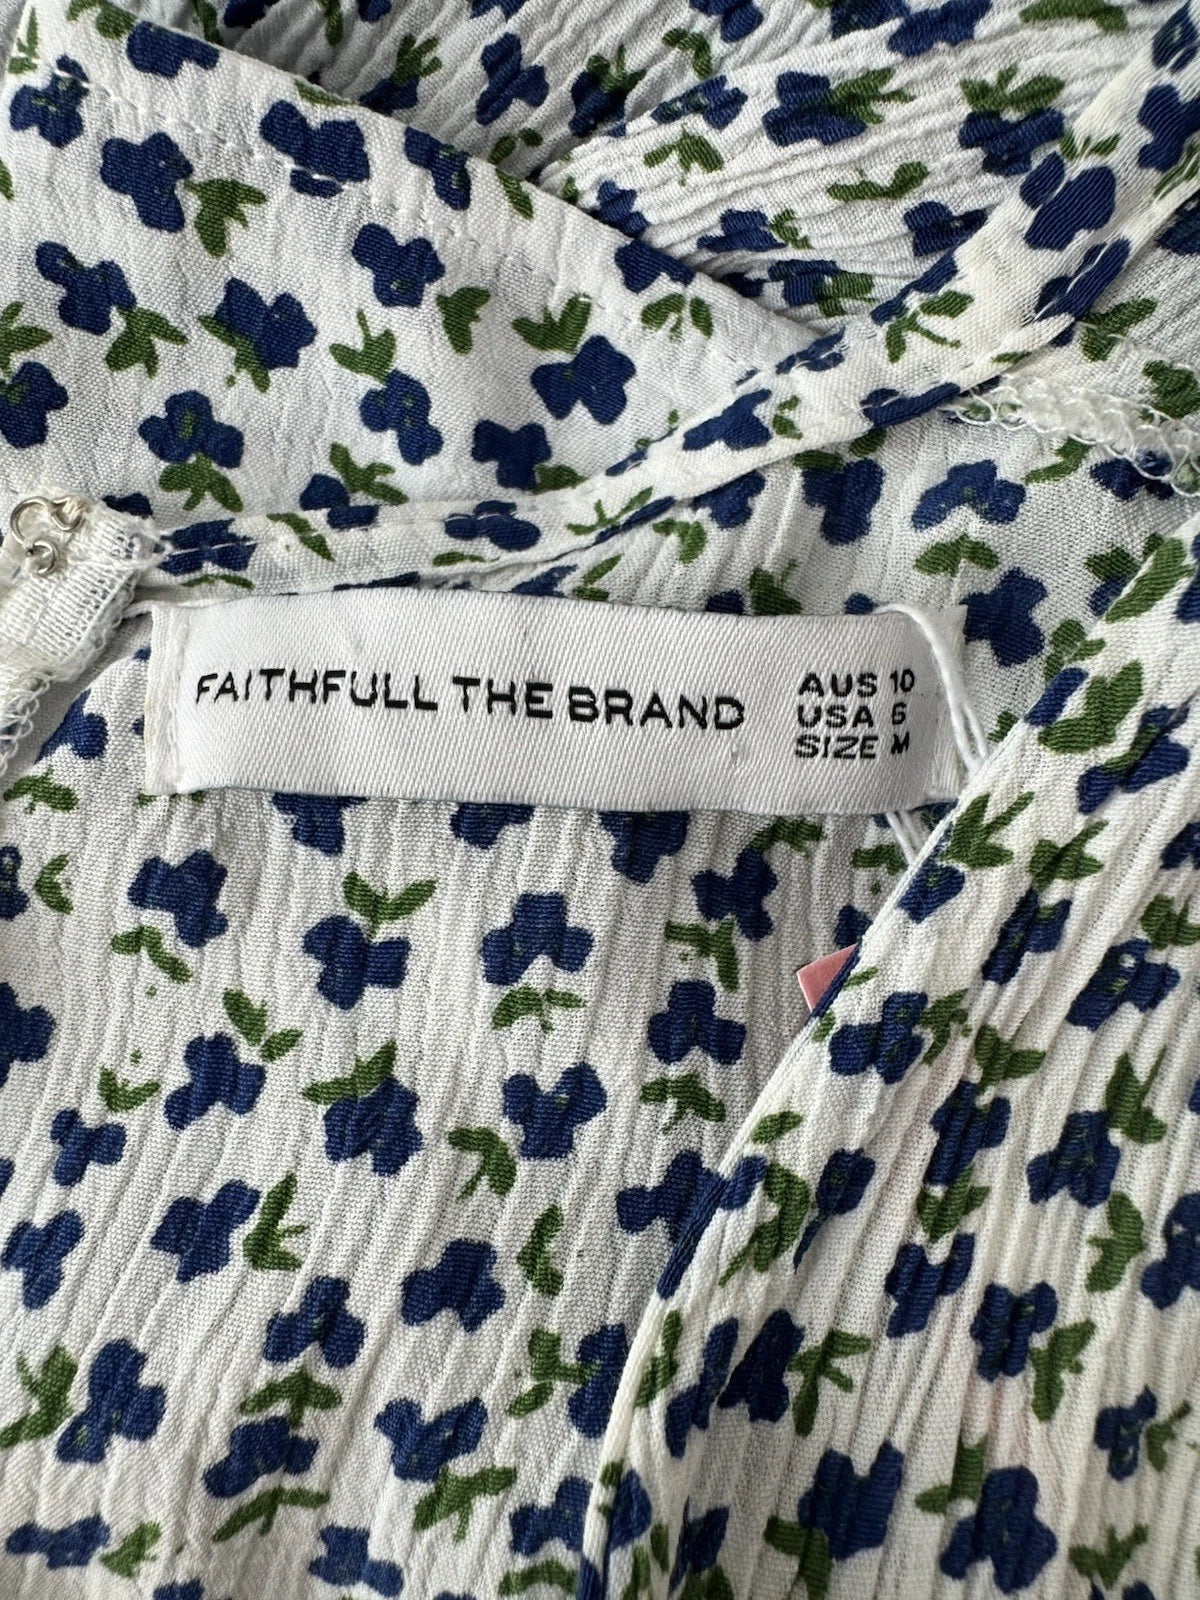 FAITHFULL THE BRAND
AUS 10
USA 6
SIZE M